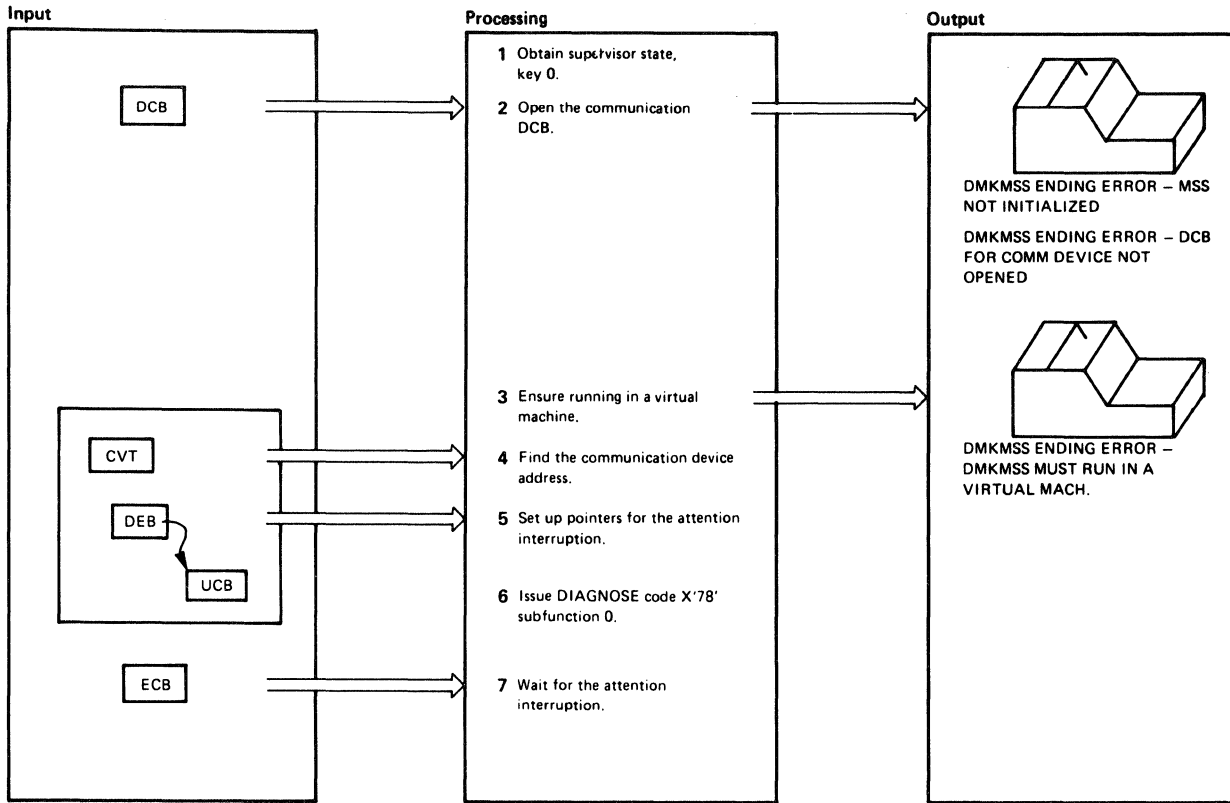 Input
DCB
CVT
DEB
UCB
ECB
Processing
1 Obtain supervisor state,
key 0.
2 Open the communication
DCB.
3 Ensure running in a virtual
machine.
4 Find the communication device
address.
5 Set up pointers for the attention
interruption.
6 Issue DIAGNOSE code X'78'
subfunction 0.
7 Wait for the attention
interruption.
Output
DMKMSS ENDING ERROR – MSS
NOT INITIALIZED
DMKMSS ENDING ERROR – DCB
FOR COMM DEVICE NOT
OPENED
DMKMSS ENDING ERROR –
DMKMSS MUST RUN IN A
VIRTUAL MACH.